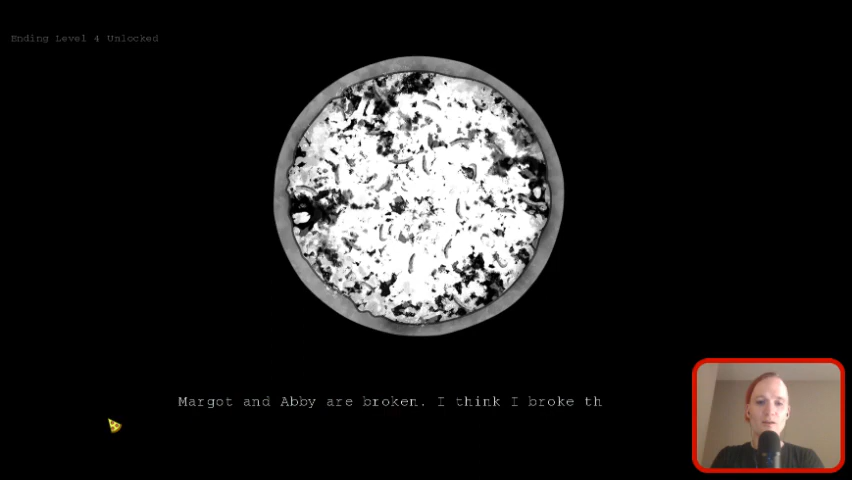 Ending Level 4 Unlocked
Margot and Abby are broken. I think I broke th